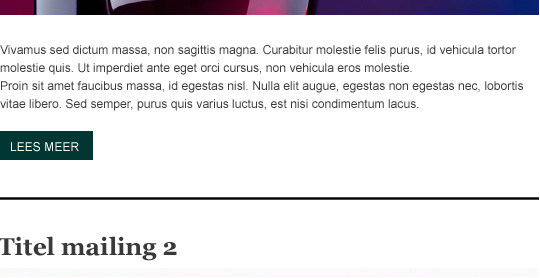 Vivamus sed dictum massa, non sagittis magna. Curabitur molestie felis purus, id vehicula tortor
molestie quis. Ut imperdiet ante eget orci cursus, non vehicula eros molestie.
Proin sit amet faucibus massa, id egestas nisl. Nulla elit augue, egestas non egestas nec, lobortis
vitae libero. Sed semper, purus quis varius luctus, est nisi condimentum lacus.
LEES MEER
Titel mailing 2